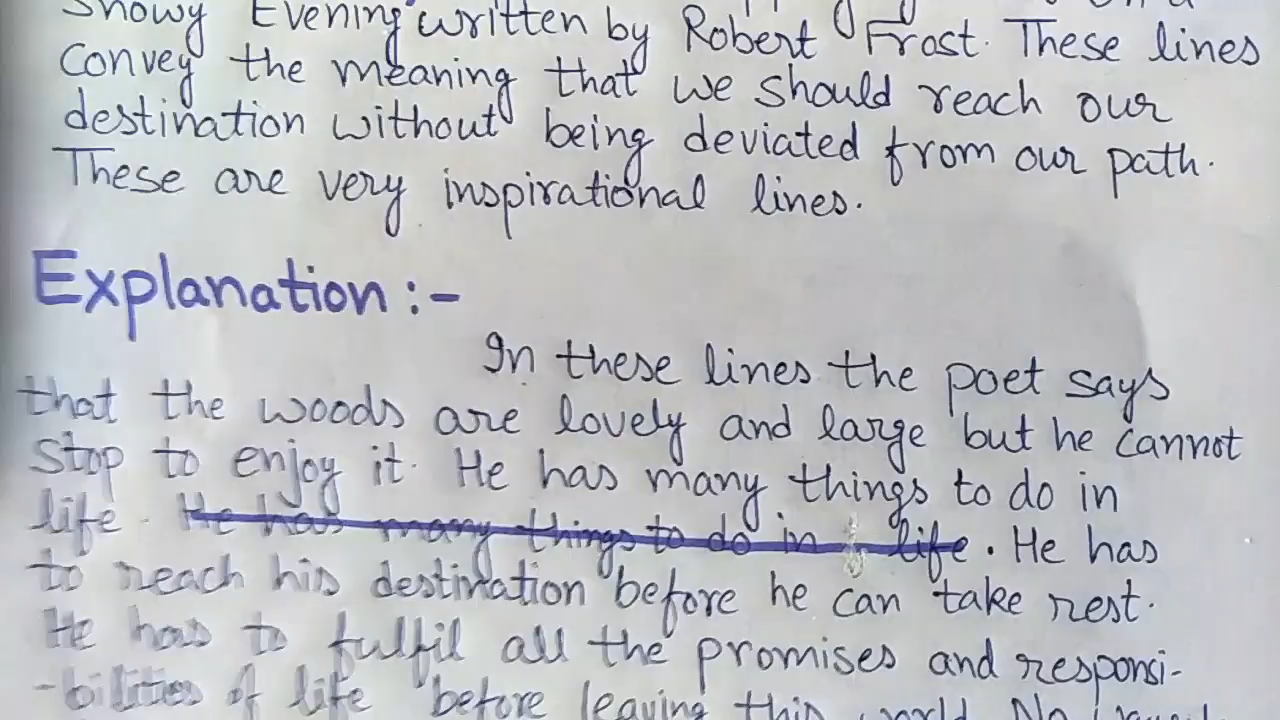 Snowy Evening" written by Robert Frost. These lines
Convey the meaning that we should reach our
destination without being deviated from our path.
These are very inspirational lines.
Explanation :-
In these lines the poet says
that the woods are lovely and large but he cannot
stop to enjoy it. He has many things to do in
life. He has many things to do in life. He has
to reach his destination before he can take rest.
He has to fulfil all the promises and responsi-
-bilities of life before leaving this world. No